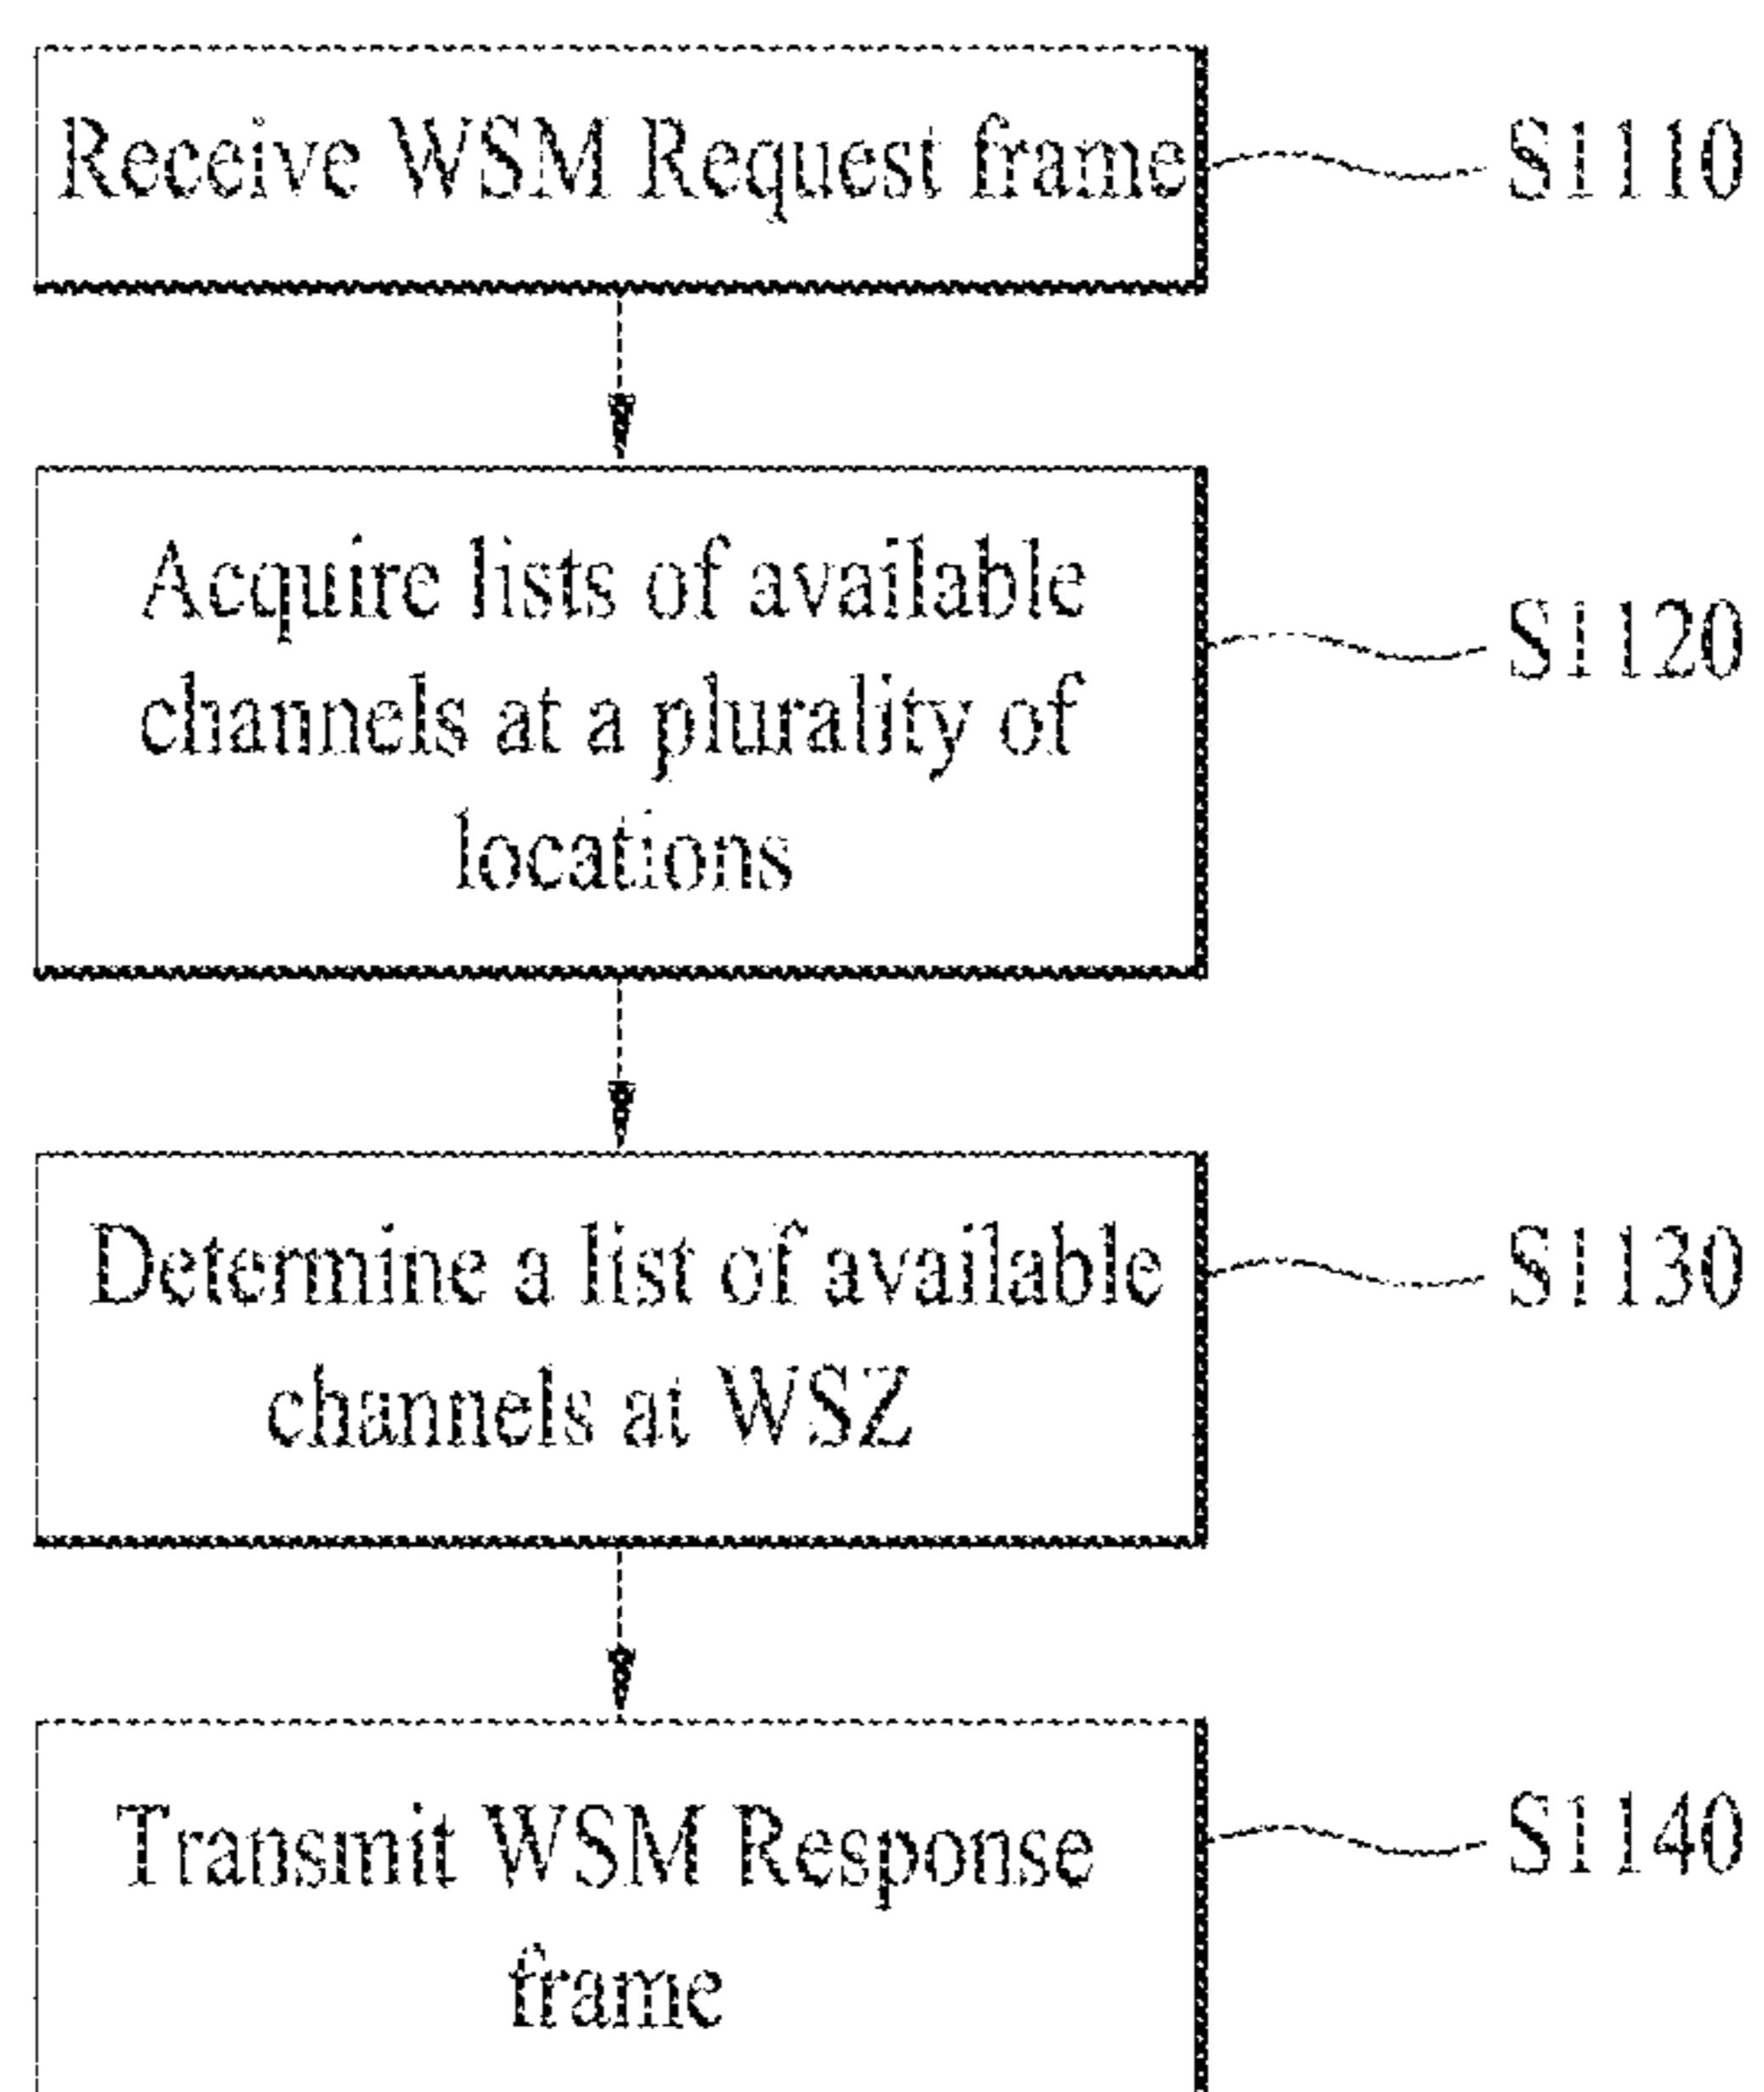 Receive WSM Request frame
S1110
Acquire lists of available
channels at a plurality of
locations
S1120
Determine a list of available
channels at WSZ
S1130
Transmit WSM Response
frame
S1140